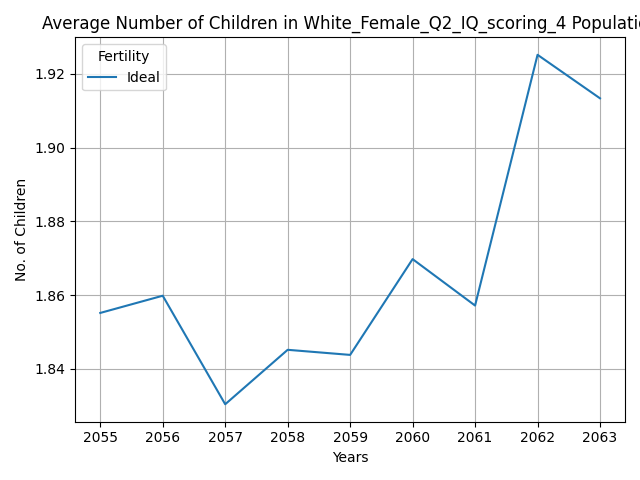 Average Number of Children in White_Female_Q2_IQ_scoring_4 Populatio
Fertility
Ideal
No. of Children
1.92
1.90
1.88
1.86
1.84
2055 2056 2057 2058 2059 2060 2061 2062 2063
Years